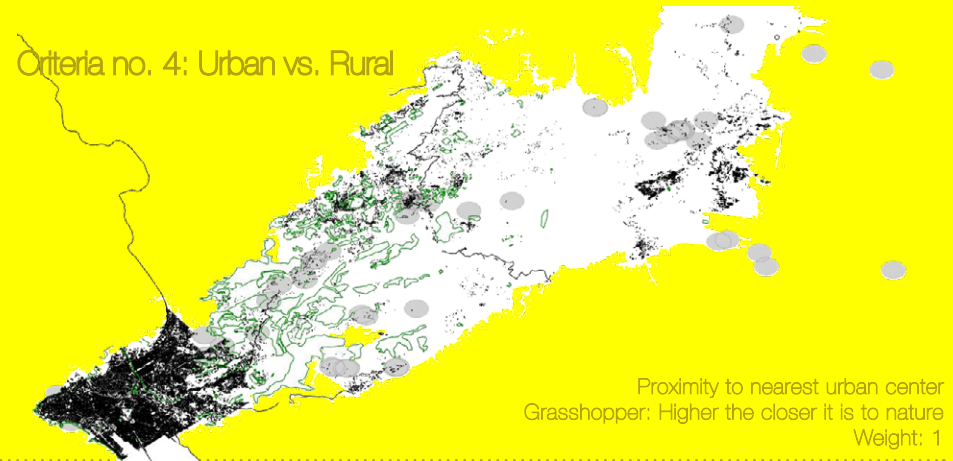 Criteria no. 4: Urban vs. Rural
Proximity to nearest urban center
Grasshopper: Higher the closer it is to nature
Weight: 1